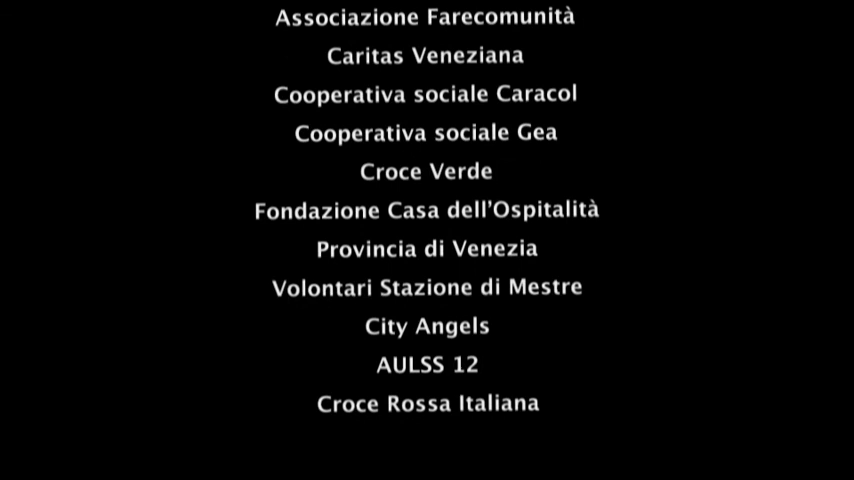 Associazione Farecomunità
Caritas Veneziana
Cooperativa sociale Caracol
Cooperativa sociale Gea
Croce Verde
Fondazione Casa dell’Ospitalità
Provincia di Venezia
Volontari Stazione di Mestre
City Angels
AULSS 12
Croce Rossa Italiana